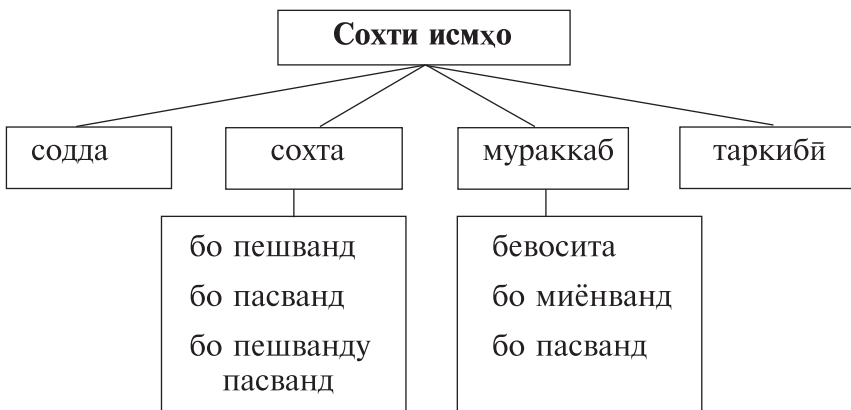 Сохти исмҳо
содда
сохта
мураккаб
таркибӣ
бо пешванд
бо пасванд
бо пешванду
пасванд
бевосита
бо миёнванд
бо пасванд